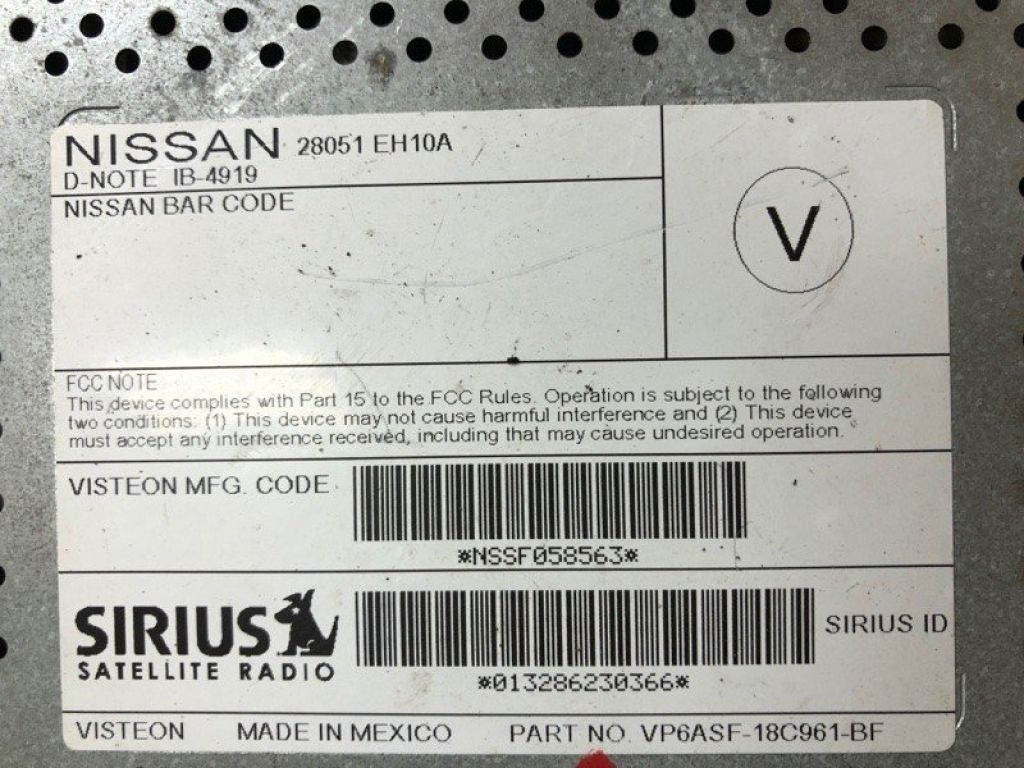 NISSAN 28051 EH10A
D-NOTE IB-4919
NISSAN BAR CODE
V
FCC NOTE
This device complies with Part 15 to the FCC Rules. Operation is subject to the following
two conditions: (1) This device may not cause harmful interference and (2) This device
must accept any interference received, including that may cause undesired operation.
VISTEON MFG. CODE
*NSSF058563*
SIRIUS
SATELLITE RADIO
SIRIUS ID
*013286230366*
VISTEON MADE IN MEXICO PART NO. VP6ASF-18C961-BF